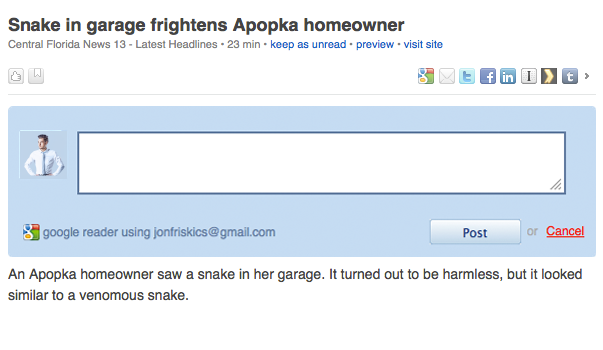 Snake in garage frightens Apopka homeowner
Central Florida News 13 - Latest Headlines • 23 min • keep as unread • preview • visit site
google reader using jonfriskics@gmail.com Post or Cancel
An Apopka homeowner saw a snake in her garage. It turned out to be harmless, but it looked
similar to a venomous snake.